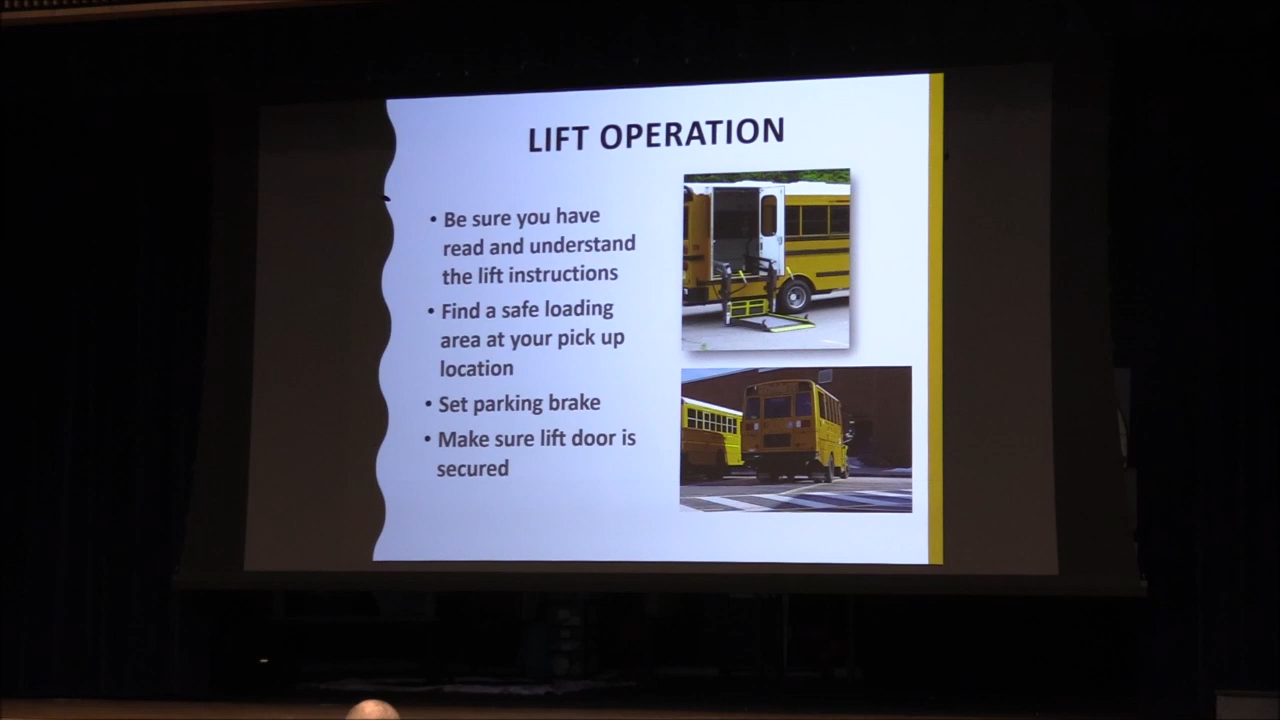 LIFT OPERATION
• Be sure you have
read and understand
the lift instructions
• Find a safe loading
area at your pick up
location
• Set parking brake
• Make sure lift door is
secured